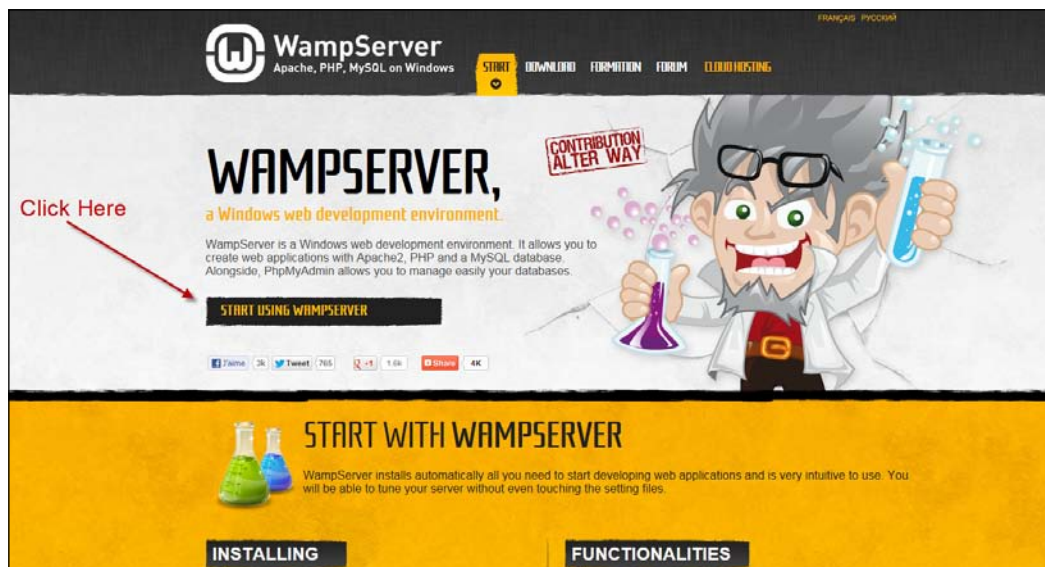 FRANÇAIS РУССКИЙ
WampServer
Apache, PHP, MySQL on Windows
START DOWNLOAD FORMATION FORUM CLOUD HOSTING
CONTRIBUTION
ALTER WAY
WAMPSERVER,
Click Here
a Windows web development environment.
WampServer is a Windows web development environment. It allows you to
create web applications with Apache2, PHP and a MySQL database.
Alongside, PhpMyAdmin allows you to manage easily your databases.
START USING WAMPSERVER
J'aime 3k Tweet 765 +1 1.6k Share 4K
START WITH WAMPSERVER
WampServer installs automatically all you need to start developing web applications and is very intuitive to use. You
will be able to tune your server without even touching the setting files.
INSTALLING FUNCTIONALITIES